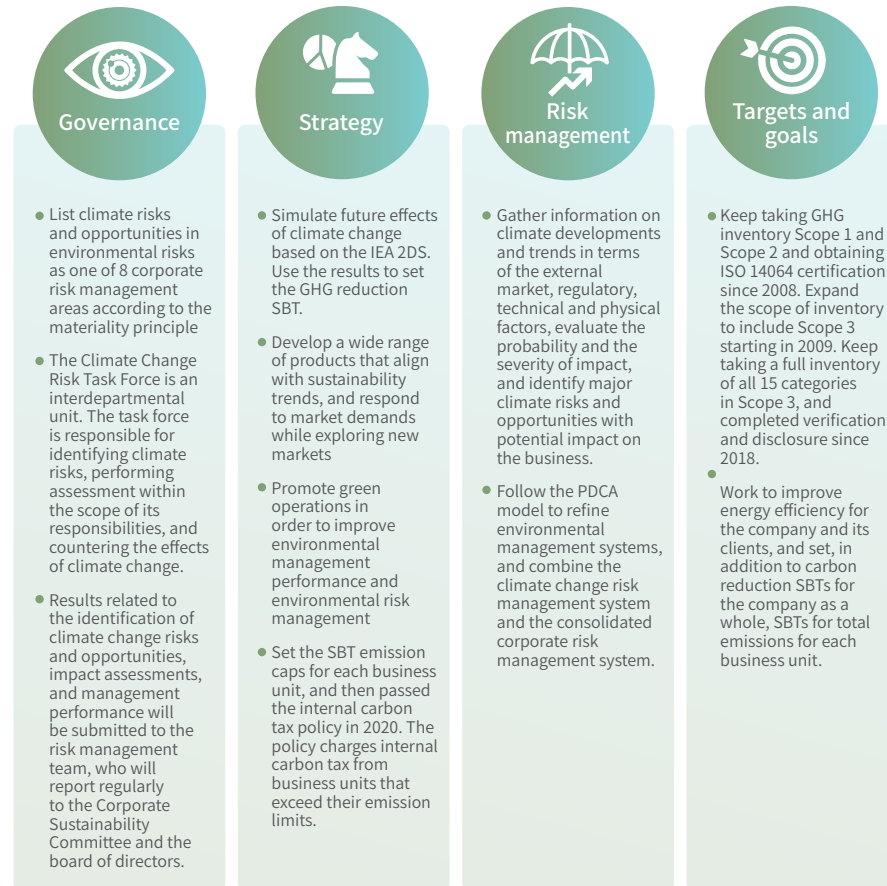 Governance
• List climate risks
and opportunities in
environmental risks
as one of 8 corporate
risk management
areas according to the
materiality principle
• The Climate Change
Risk Task Force is an
interdepartmental
unit. The task force
is responsible for
identifying climate
risks, performing
assessment within
the scope of its
responsibilities, and
countering the effects
of climate change.
• Results related to
the identification of
climate change risks
and opportunities,
impact assessments,
and management
performance will
be submitted to the
risk management
team, who will
report regularly
to the Corporate
Sustainability
Committee and the
board of directors.
Strategy
• Simulate future effects
of climate change
based on the IEA 2DS.
Use the results to set
the GHG reduction
SBT.
• Develop a wide range
of products that align
with sustainability
trends, and respond
to market demands
while exploring new
markets
• Promote green
operations in
order to improve
environmental
management
performance and
environmental risk
management
• Set the SBT emission
caps for each business
unit, and then passed
the internal carbon
tax policy in 2020. The
policy charges internal
carbon tax from
business units that
exceed their emission
limits.
Risk
management
• Gather information on
climate developments
and trends in terms
of the external
market, regulatory,
technical and physical
factors, evaluate the
probability and the
severity of impact,
and identify major
climate risks and
opportunities with
potential impact on
the business.
• Follow the PDCA
model to refine
environmental
management systems,
and combine the
climate change risk
management system
and the consolidated
corporate risk
management system.
Targets and
goals
• Keep taking GHG
inventory Scope 1 and
Scope 2 and obtaining
ISO 14064 certification
since 2008. Expand
the scope of inventory
to include Scope 3
starting in 2009. Keep
taking a full inventory
of all 15 categories
in Scope 3, and
completed verification
and disclosure since
2018.
• Work to improve
energy efficiency for
the company and its
clients, and set, in
addition to carbon
reduction SBTs for
the company as a
whole, SBTs for total
emissions for each
business unit.